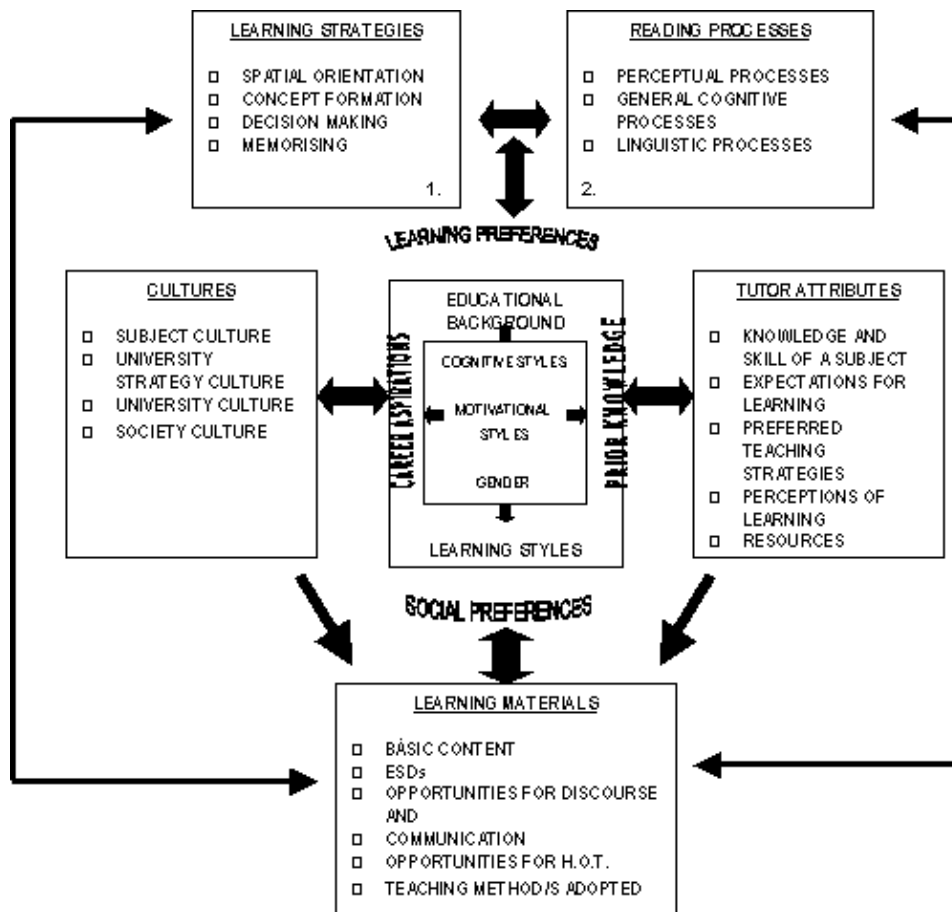 LEARNING STRATEGIES
SPATIAL ORIENTATION
CONCEPT FORMATION
DECISION MAKING
MEMORISING
1.
READING PROCESSES
PERCEPTUAL PROCESSES
GENERAL COGNITIVE
PROCESSES
LINGUISTIC PROCESSES
2.
LEARNING PREFERENCES
CULTURES
SUBJECT CULTURE
UNIVERSITY
STRATEGY CULTURE
UNIVERSITY CULTURE
SOCIETY CULTURE
CAREER ASPIRATIONS
EDUCATIONAL
BACKGROUND
COGNITIVE STYLES
MOTIVATIONAL
STYLES
GENDER
LEARNING STYLES
PRIOR KNOWLEDGE
TUTOR ATTRIBUTES
KNOWLEDGE AND
SKILL OF A SUBJECT
EXPECTATIONS FOR
LEARNING
PREFERRED
TEACHING
STRATEGIES
PERCEPTIONS OF
LEARNING
RESOURCES
SOCIAL PREFERENCES
LEARNING MATERIALS
BÁSIC CONTENT
ESDs
OPPORTUNITIES FOR DISCOURSE
AND
COMMUNICATION
OPPORTUNITIES FOR H.O.T.
TEACHING METHOD/S ADOPTED